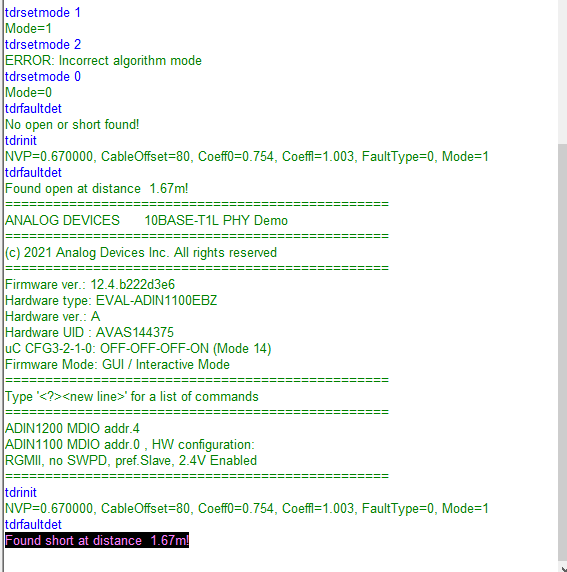 tdrsetmode 1
Mode=1
tdrsetmode 2
ERROR: Incorrect algorithm mode
tdrsetmode 0
Mode=0
tdrfaultdet
No open or short found!
tdrinit
NVP=0.670000, CableOffset=80, Coeff0=0.754, CoeffI=1.003, FaultType=0, Mode=1
tdrfaultdet
Found open at distance  1.67m!
================================================
ANALOG DEVICES       10BASE-T1L PHY Demo
================================================
(c) 2021 Analog Devices Inc. All rights reserved
================================================
Firmware ver.: 12.4.b222d3e6
Hardware type: EVAL-ADIN1100EBZ
Hardware ver.: A
Hardware UID : AVAS144375
uC CFG3-2-1-0: OFF-OFF-OFF-ON (Mode 14)
Firmware Mode: GUI / Interactive Mode
================================================
Type '<?><new line>' for a list of commands
================================================
ADIN1200 MDIO addr.4
ADIN1100 MDIO addr.0 , HW configuration:
RGMII, no SWPD, pref.Slave, 2.4V Enabled
================================================
tdrinit
NVP=0.670000, CableOffset=80, Coeff0=0.754, CoeffI=1.003, FaultType=0, Mode=1
tdrfaultdet
Found short at distance  1.67m!